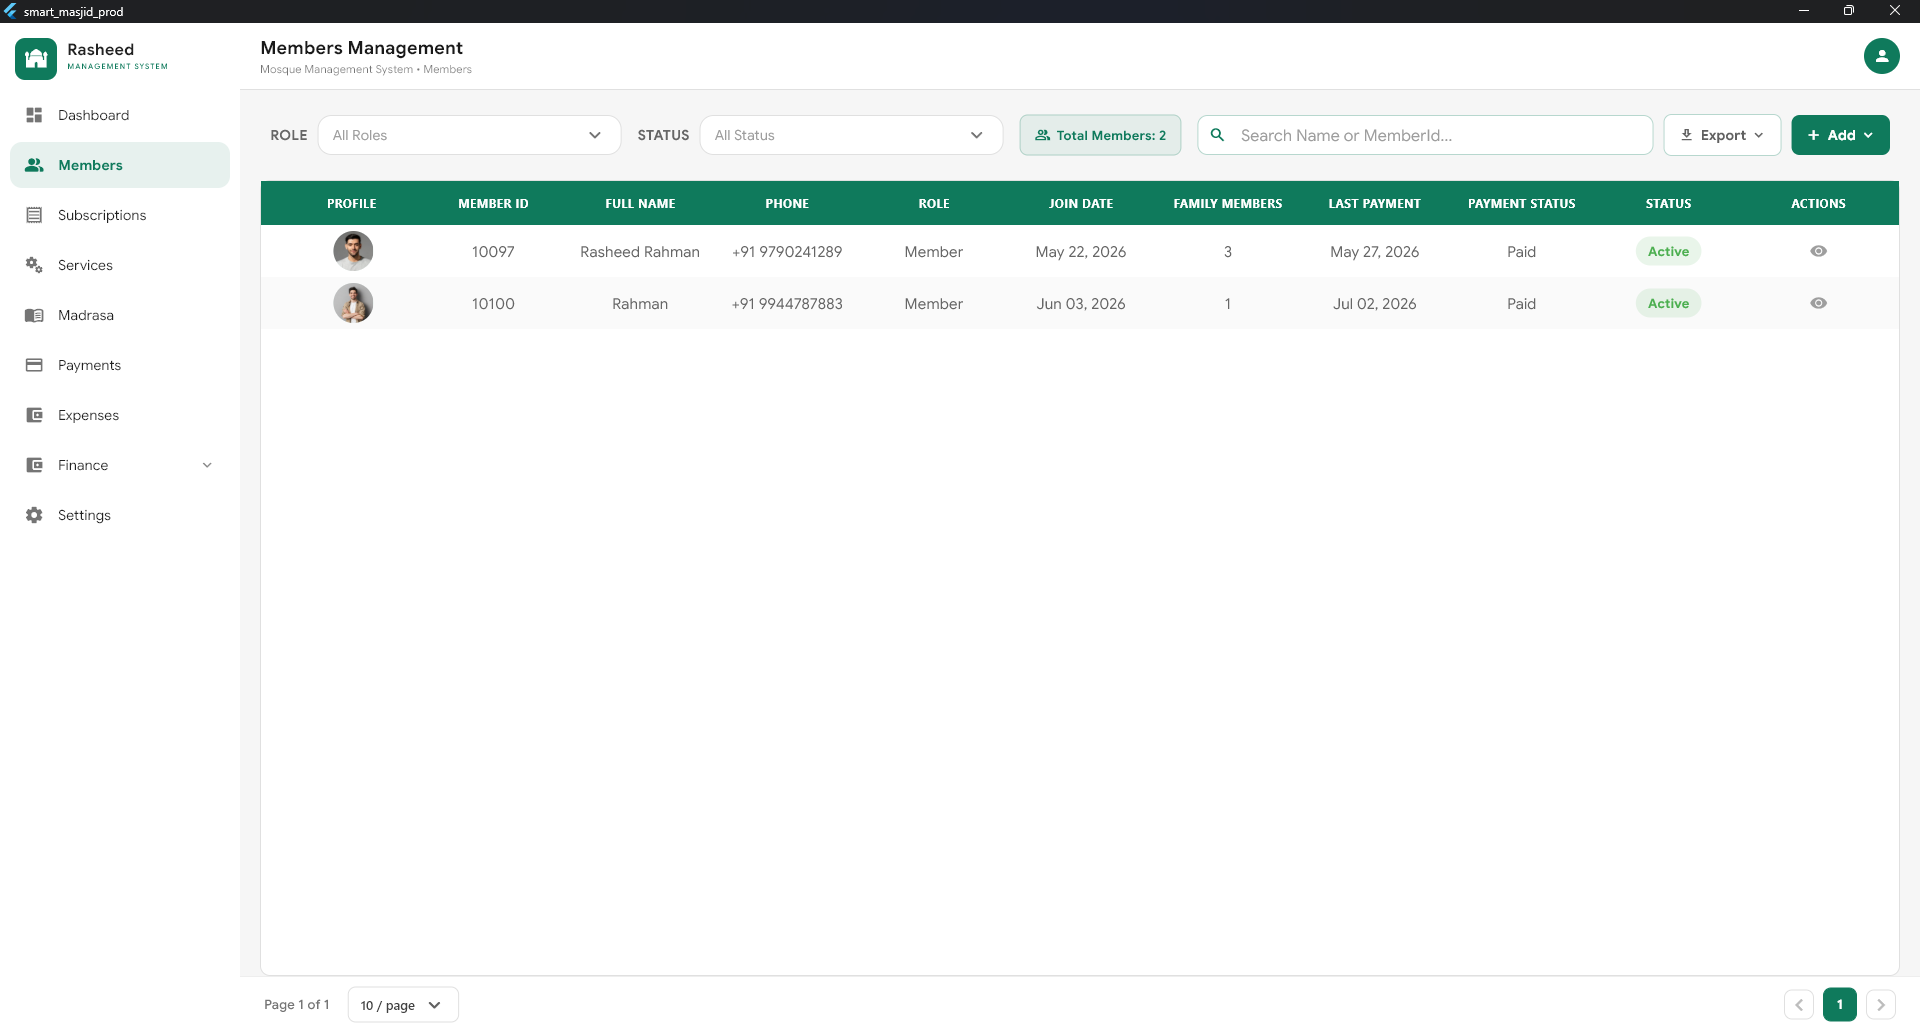 smart_masjid_prod
Rasheed
MANAGEMENT SYSTEM
Dashboard
Members
Subscriptions
Services
Madrasa
Payments
Expenses
Finance
Settings
Members Management
Mosque Management System • Members
ROLE All Roles STATUS All Status Total Members: 2 Search Name or MemberId... Export + Add
PROFILE MEMBER ID FULL NAME PHONE ROLE JOIN DATE FAMILY MEMBERS LAST PAYMENT PAYMENT STATUS STATUS ACTIONS
10097 Rasheed Rahman +91 9790241289 Member May 22, 2026 3 May 27, 2026 Paid Active
10100 Rahman +91 9944787883 Member Jun 03, 2026 1 Jul 02, 2026 Paid Active
Page 1 of 1 10 / page 1